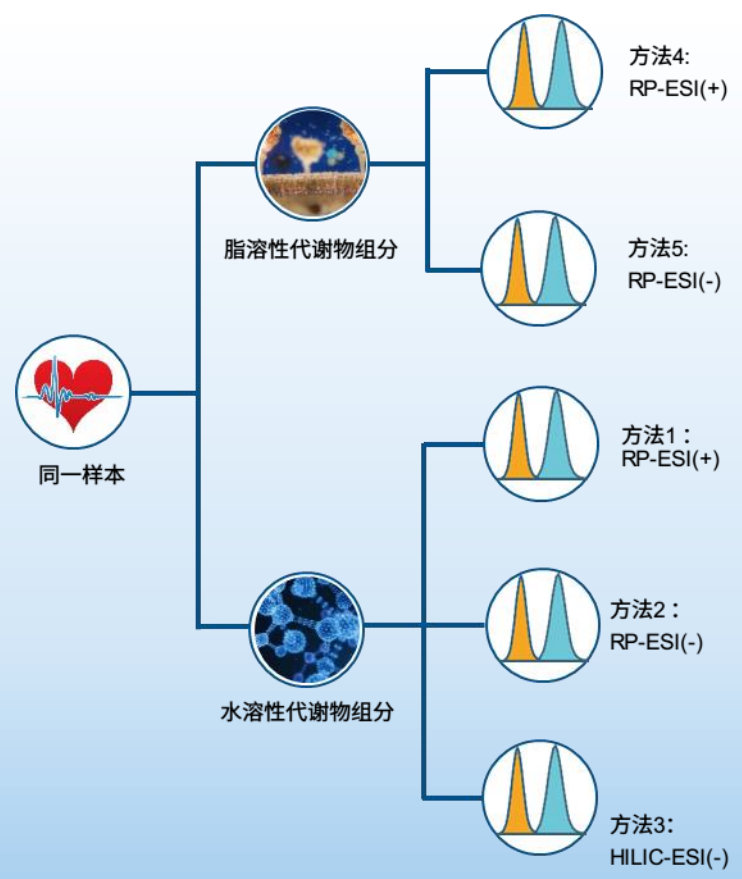 方法4:
RP-ESI(+)
脂溶性代谢物组分
方法5:
RP-ESI(-)
同一样本
方法1：
RP-ESI(+)
方法2：
RP-ESI(-)
水溶性代谢物组分
方法3：
HILIC-ESI(-)